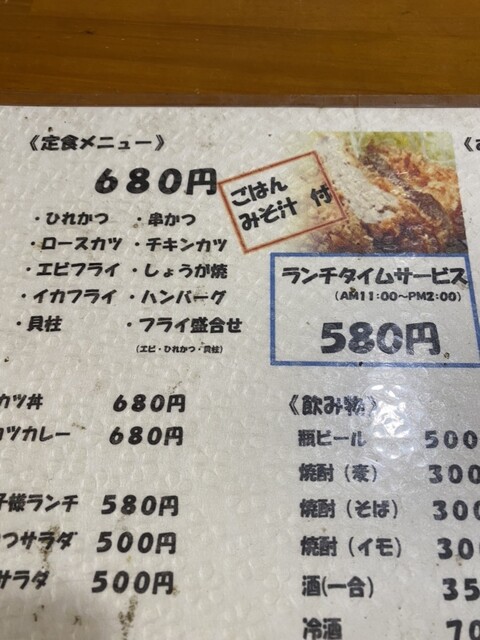 《定食メニュー》
680円
ごはん
みそ汁 付
・ひれかつ ・串かつ
・ロースカツ ・チキンカツ
・エビフライ ・しょうが焼
・イカフライ ・ハンバーグ
・貝柱 ・フライ盛合せ
(エビ・ひれかつ・貝柱)
ランチタイムサービス
(AM11:00〜PM2:00)
580円
カツ丼 680円
カツカレー 680円
子様ランチ 580円
つサラダ 500円
サラダ 500円
《飲み物》
瓶ビール 500
焼酎(麦) 300
焼酎(そば) 300
焼酎(イモ) 300
酒(一合) 35
冷酒 70